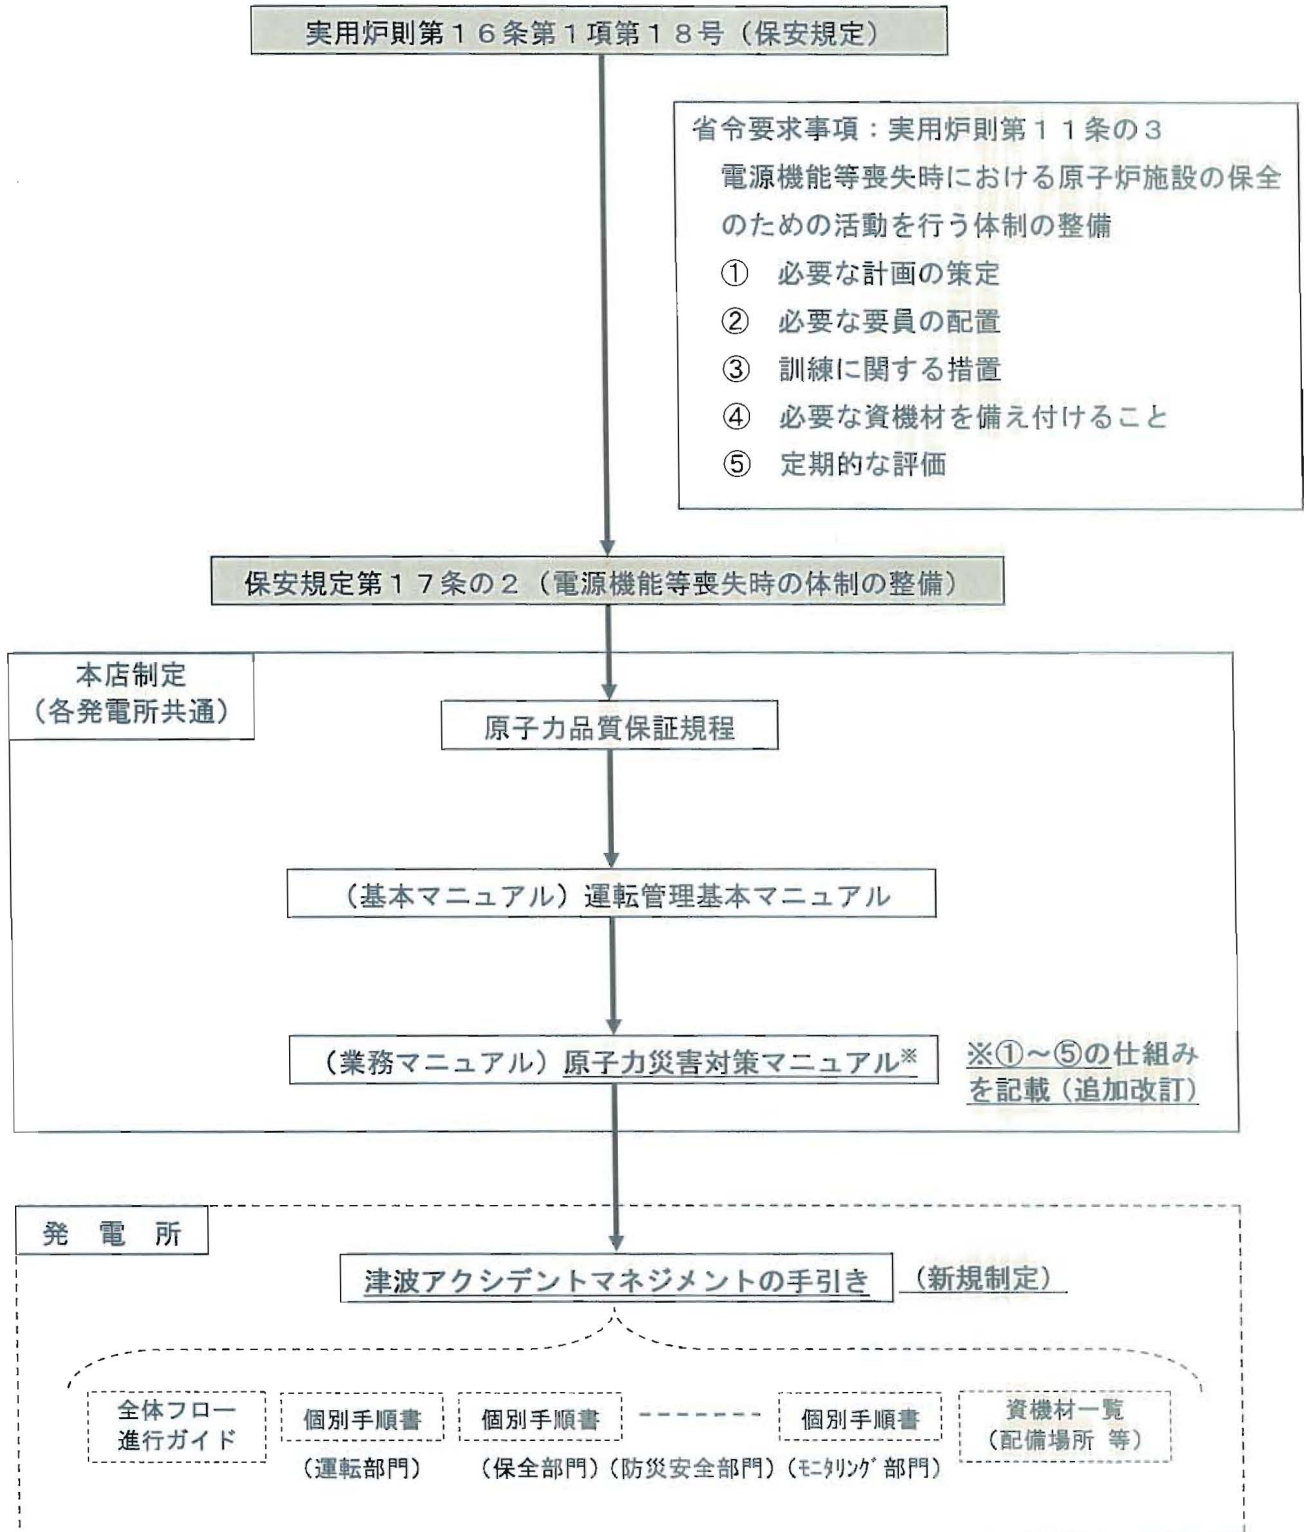 実用炉則第１６条第１項第１８号（保安規定）
省令要求事項：実用炉則第１１条の３
電源機能等喪失時における原子炉施設の保全
のための活動を行う体制の整備
① 必要な計画の策定
② 必要な要員の配置
③ 訓練に関する措置
④ 必要な資機材を備え付けること
⑤ 定期的な評価
保安規定第１７条の２（電源機能等喪失時の体制の整備）
本店制定
（各発電所共通）
原子力品質保証規程
（基本マニュアル）運転管理基本マニュアル
（業務マニュアル）原子力災害対策マニュアル※
※①～⑤の仕組み
を記載（追加改訂）
発 電 所
津波アクシデントマネジメントの手引き （新規制定）
全体フロー
進行ガイド
個別手順書
（運転部門）
個別手順書
（保全部門）（防災安全部門）
個別手順書
（ﾓﾆﾀﾘﾝｸﾞ部門）
資機材一覧
（配備場所 等）